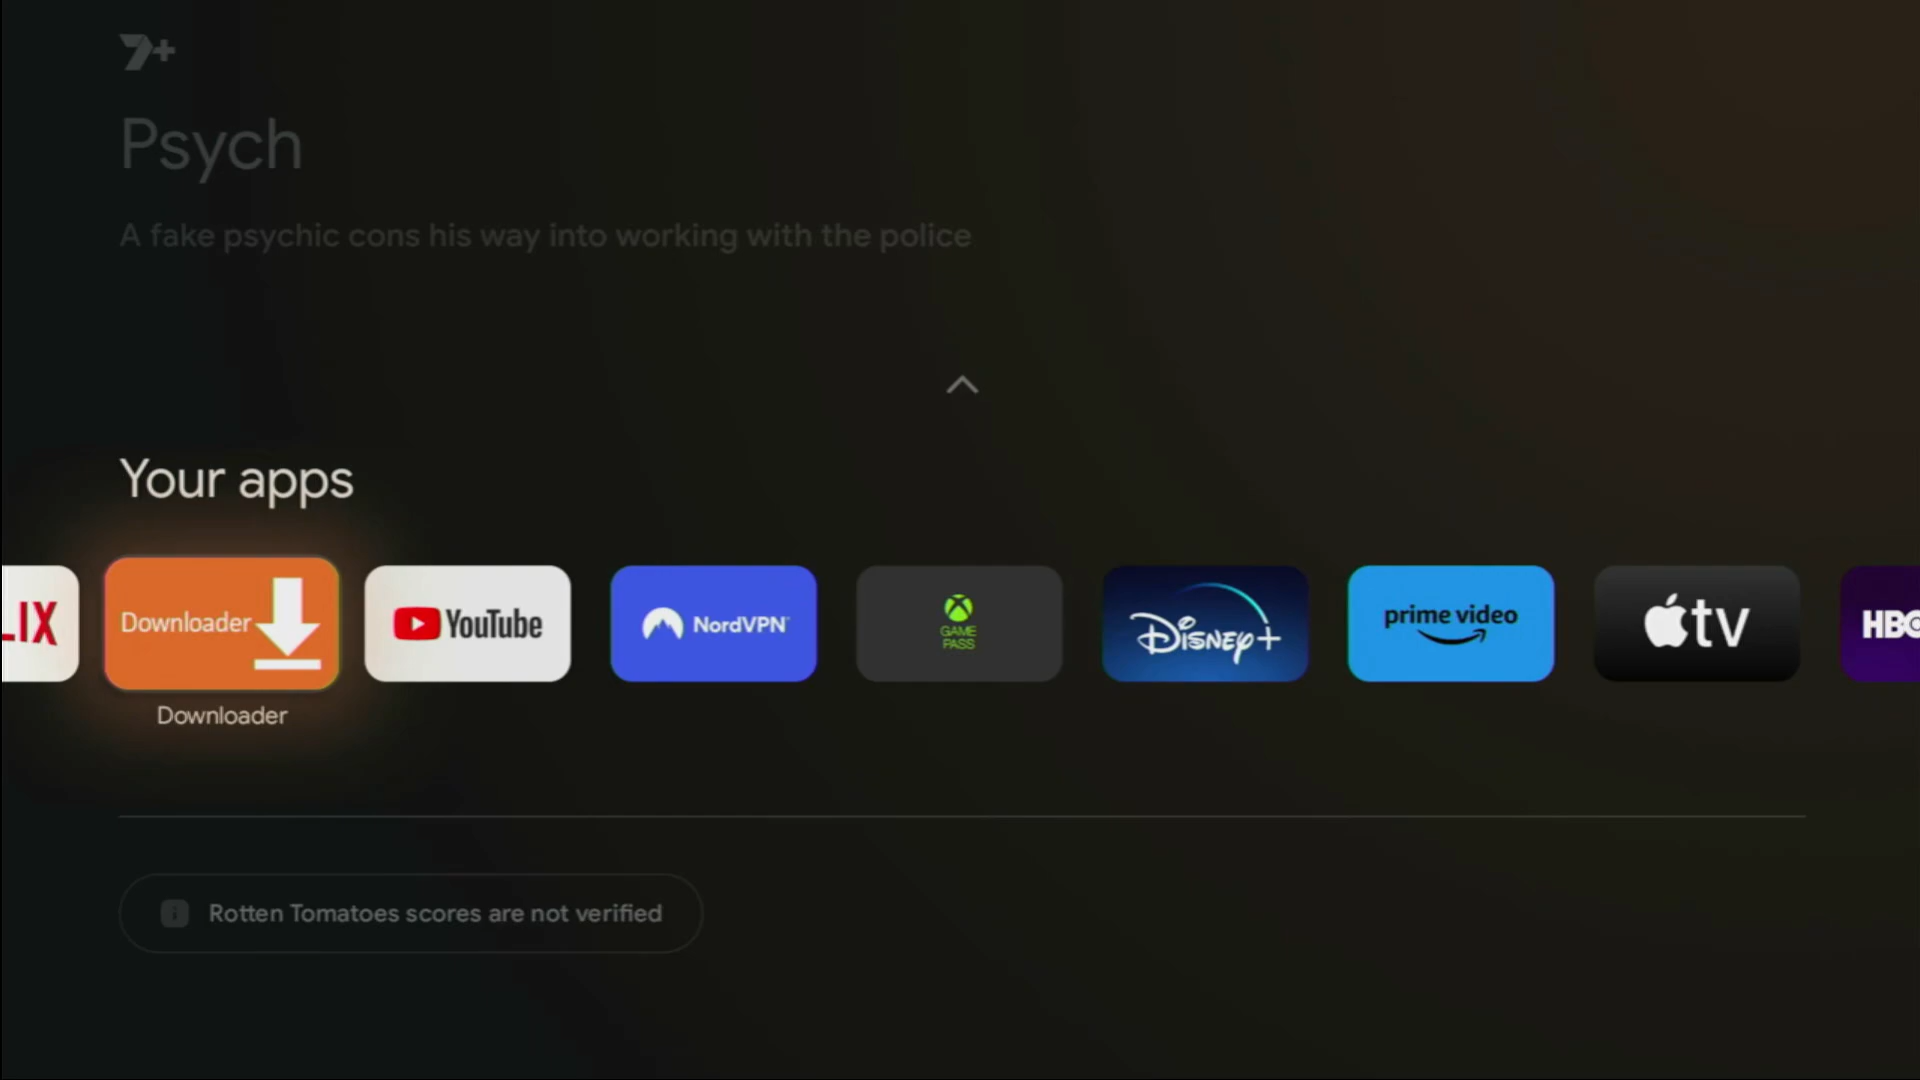 7+
Psych
A fake psychic cons his way into working with the police
Your apps
LIX
Downloader
YouTube
NordVPN
GAME
PASS
Disney+
prime video
tv
HBO
Downloader
Rotten Tomatoes scores are not verified